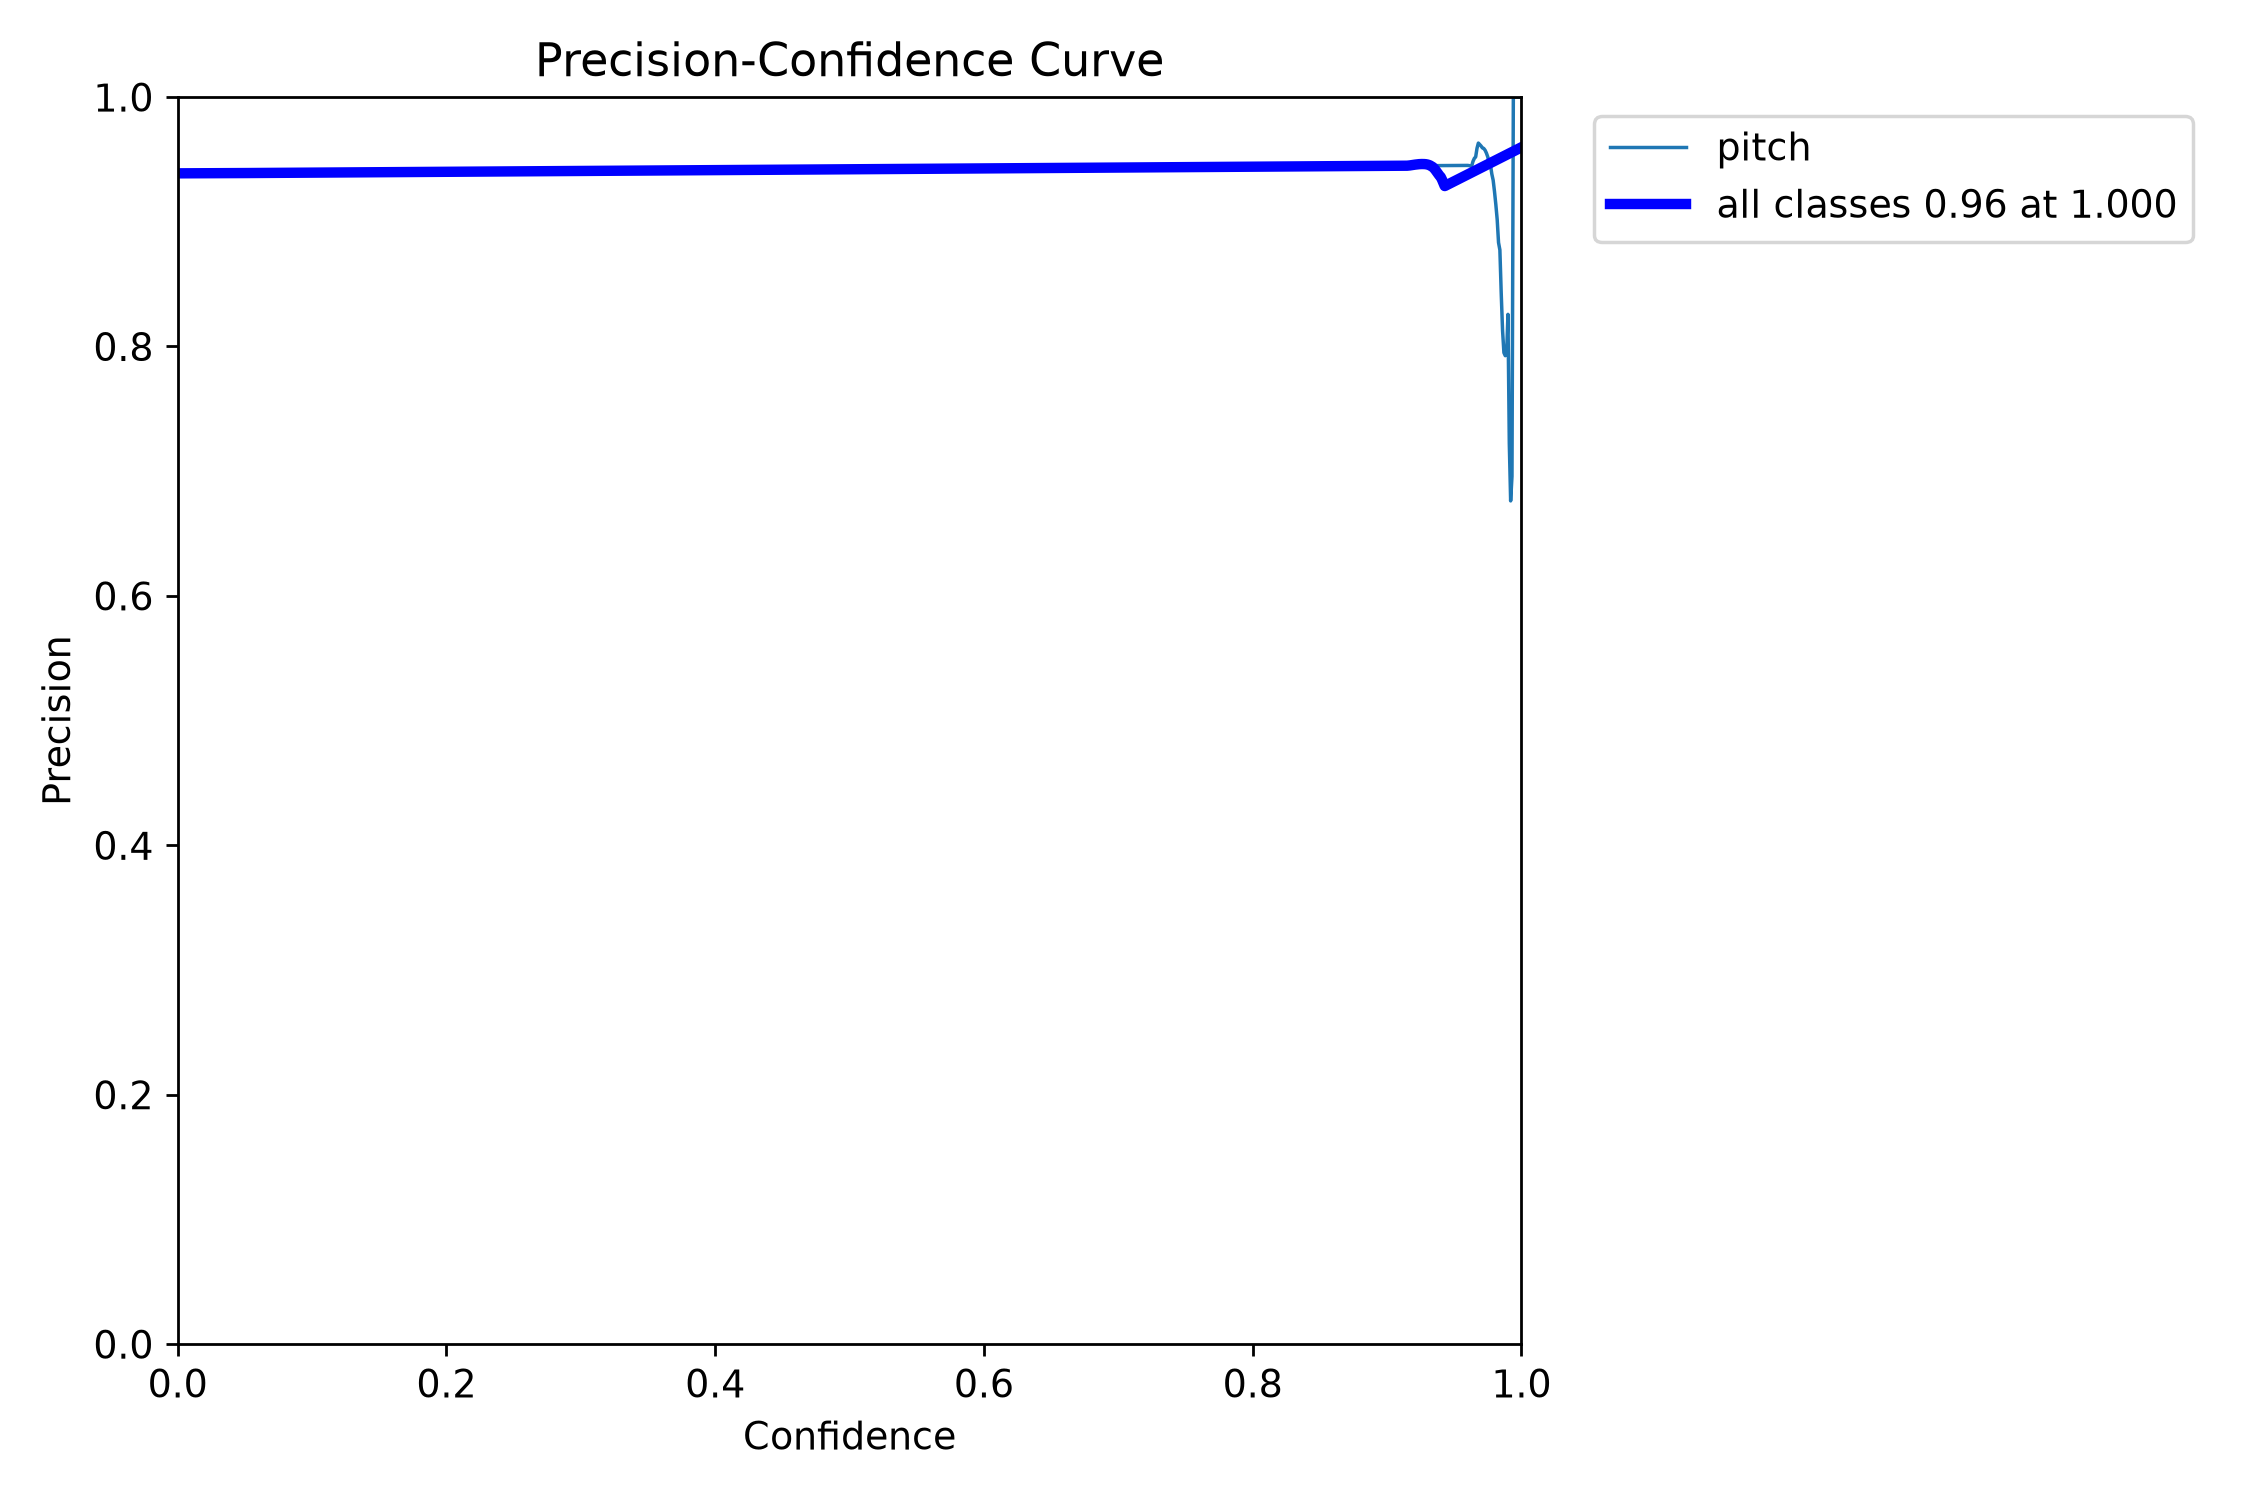 Precision-Confidence Curve
1.0
0.8
0.6
0.4
0.2
0.0
Precision
0.0 0.2 0.4 0.6 0.8 1.0
Confidence
pitch
all classes 0.96 at 1.000